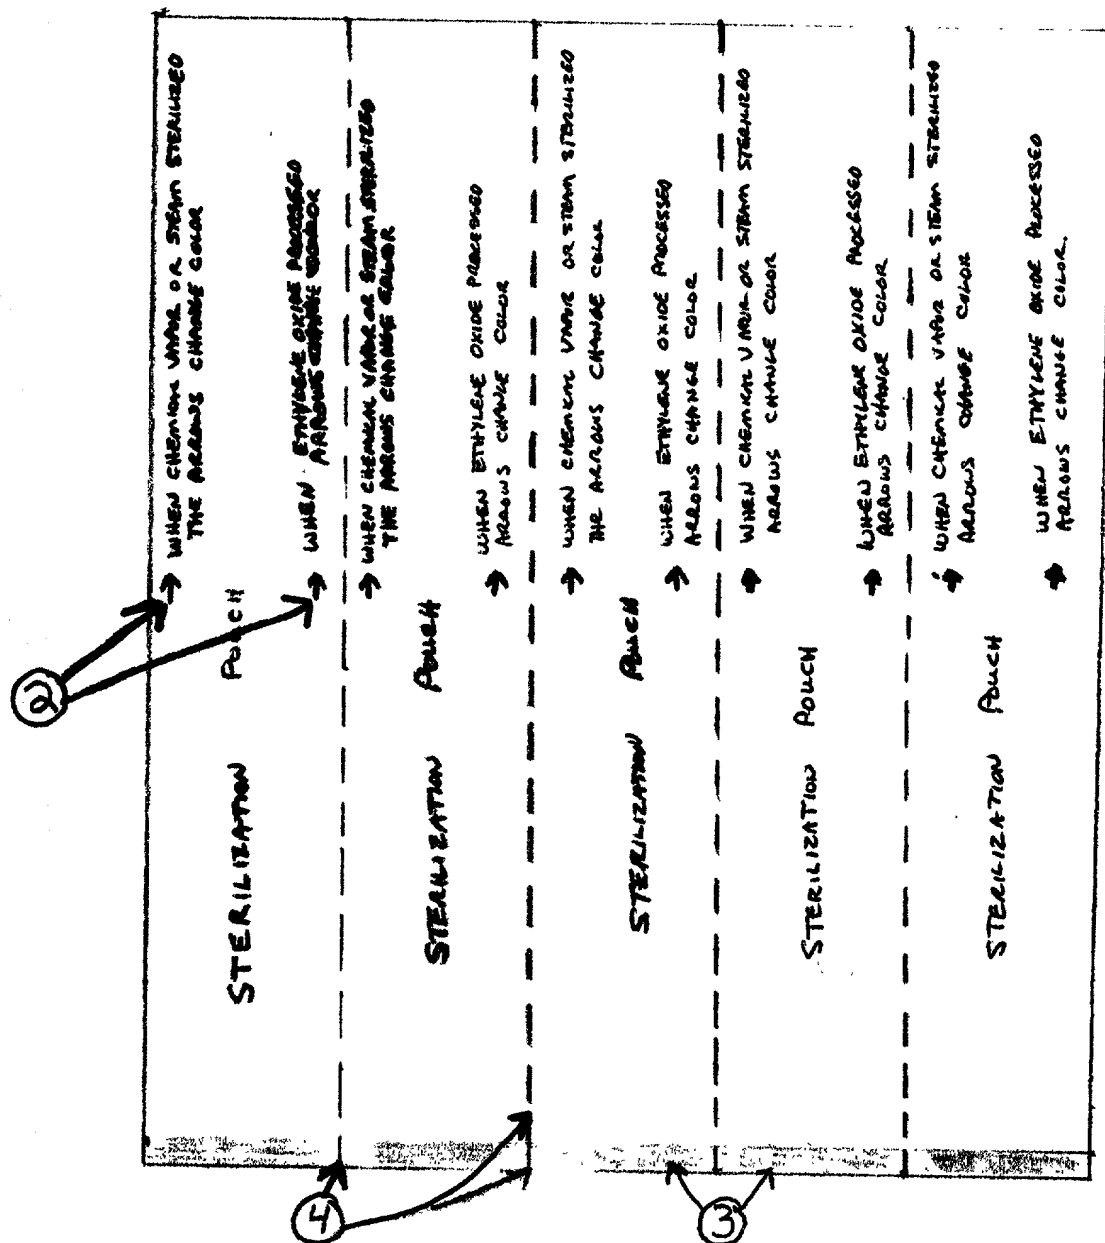 WHEN CHEMICAL VAPOR OR STEAM STERILIZED
THE ARROWS CHANGE COLOR
WHEN ETHYLENE OXIDE PROCESSED
ARROWS CHANGE COLOR
STERILIZATION POUCH
WHEN CHEMICAL VAPOR OR STEAM STERILIZED
THE ARROWS CHANGE COLOR
WHEN ETHYLENE OXIDE PROCESSED
ARROWS CHANGE COLOR
STERILIZATION POUCH
WHEN CHEMICAL VAPOR OR STEAM STERILIZED
THE ARROWS CHANGE COLOR
WHEN ETHYLENE OXIDE PROCESSED
ARROWS CHANGE COLOR
STERILIZATION POUCH
WHEN CHEMICAL VAPOR OR STEAM STERILIZED
ARROWS CHANGE COLOR
WHEN ETHYLENE OXIDE PROCESSED
ARROWS CHANGE COLOR
STERILIZATION POUCH
WHEN CHEMICAL VAPOR OR STEAM STERILIZED
ARROWS CHANGE COLOR
WHEN ETHYLENE OXIDE PROCESSED
ARROWS CHANGE COLOR.
STERILIZATION POUCH
2
4
3